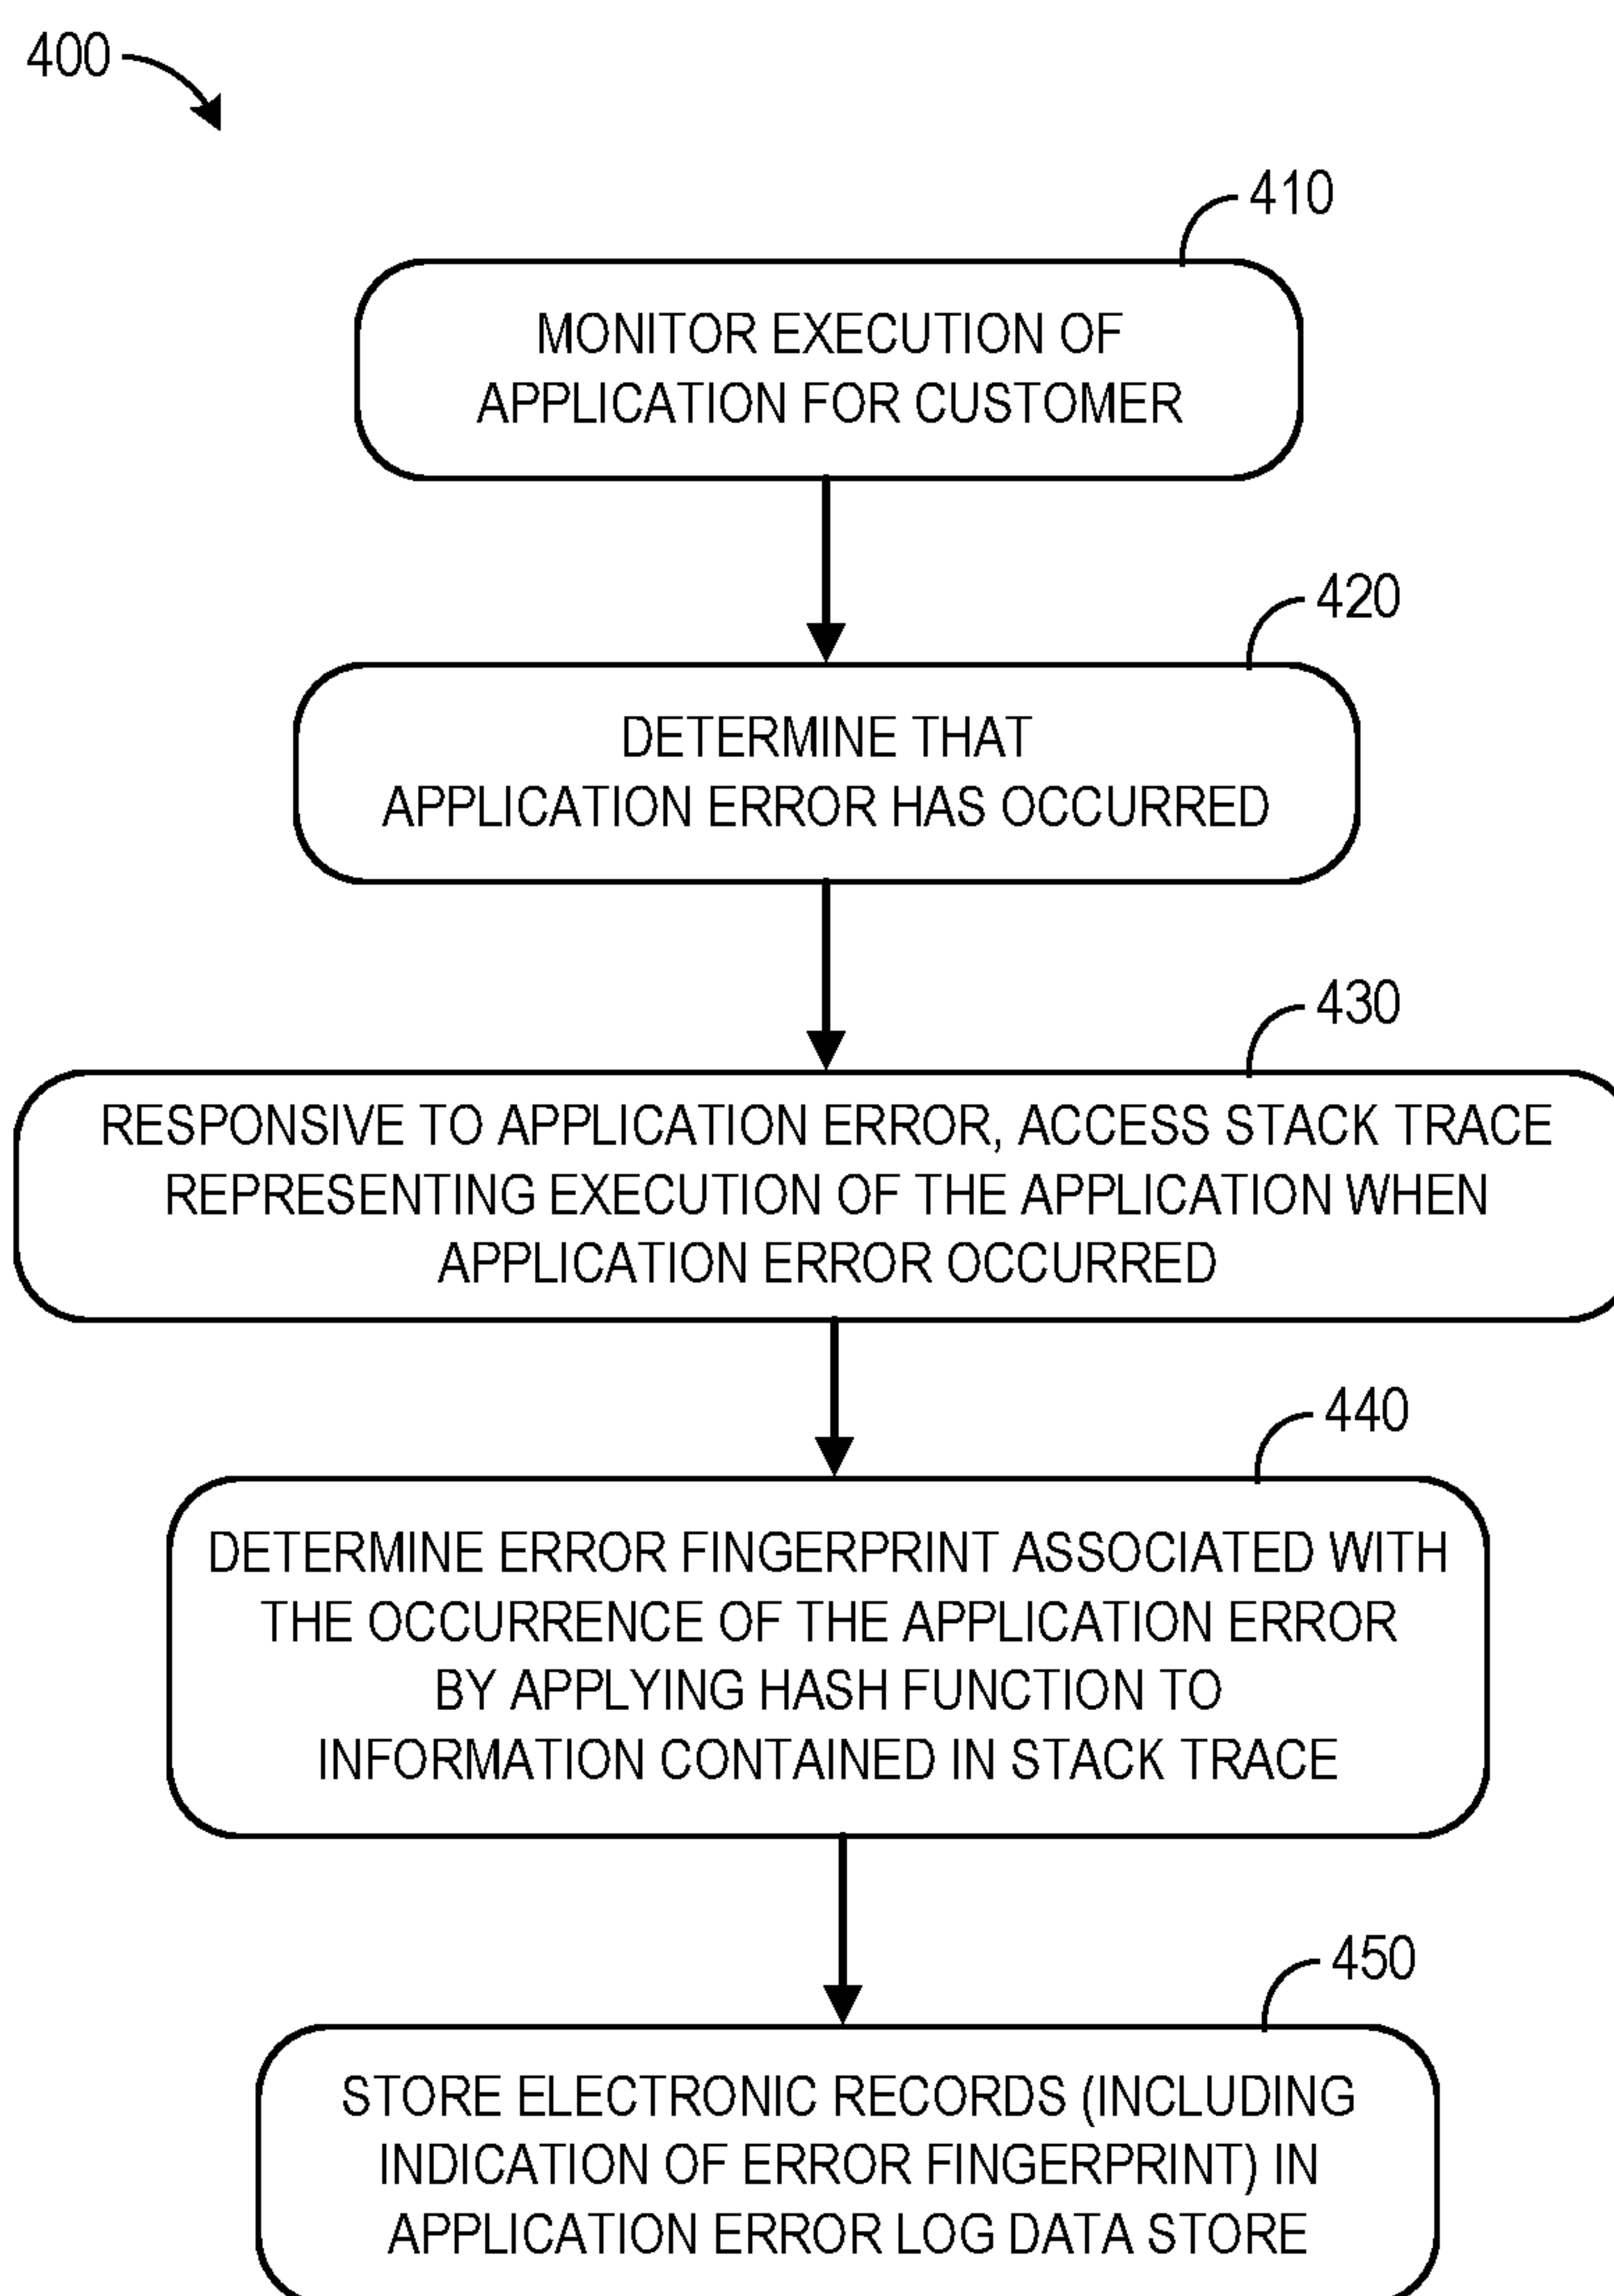 400
410
MONITOR EXECUTION OF
APPLICATION FOR CUSTOMER
420
DETERMINE THAT
APPLICATION ERROR HAS OCCURRED
430
RESPONSIVE TO APPLICATION ERROR, ACCESS STACK TRACE
REPRESENTING EXECUTION OF THE APPLICATION WHEN
APPLICATION ERROR OCCURRED
440
DETERMINE ERROR FINGERPRINT ASSOCIATED WITH
THE OCCURRENCE OF THE APPLICATION ERROR
BY APPLYING HASH FUNCTION TO
INFORMATION CONTAINED IN STACK TRACE
450
STORE ELECTRONIC RECORDS (INCLUDING
INDICATION OF ERROR FINGERPRINT) IN
APPLICATION ERROR LOG DATA STORE